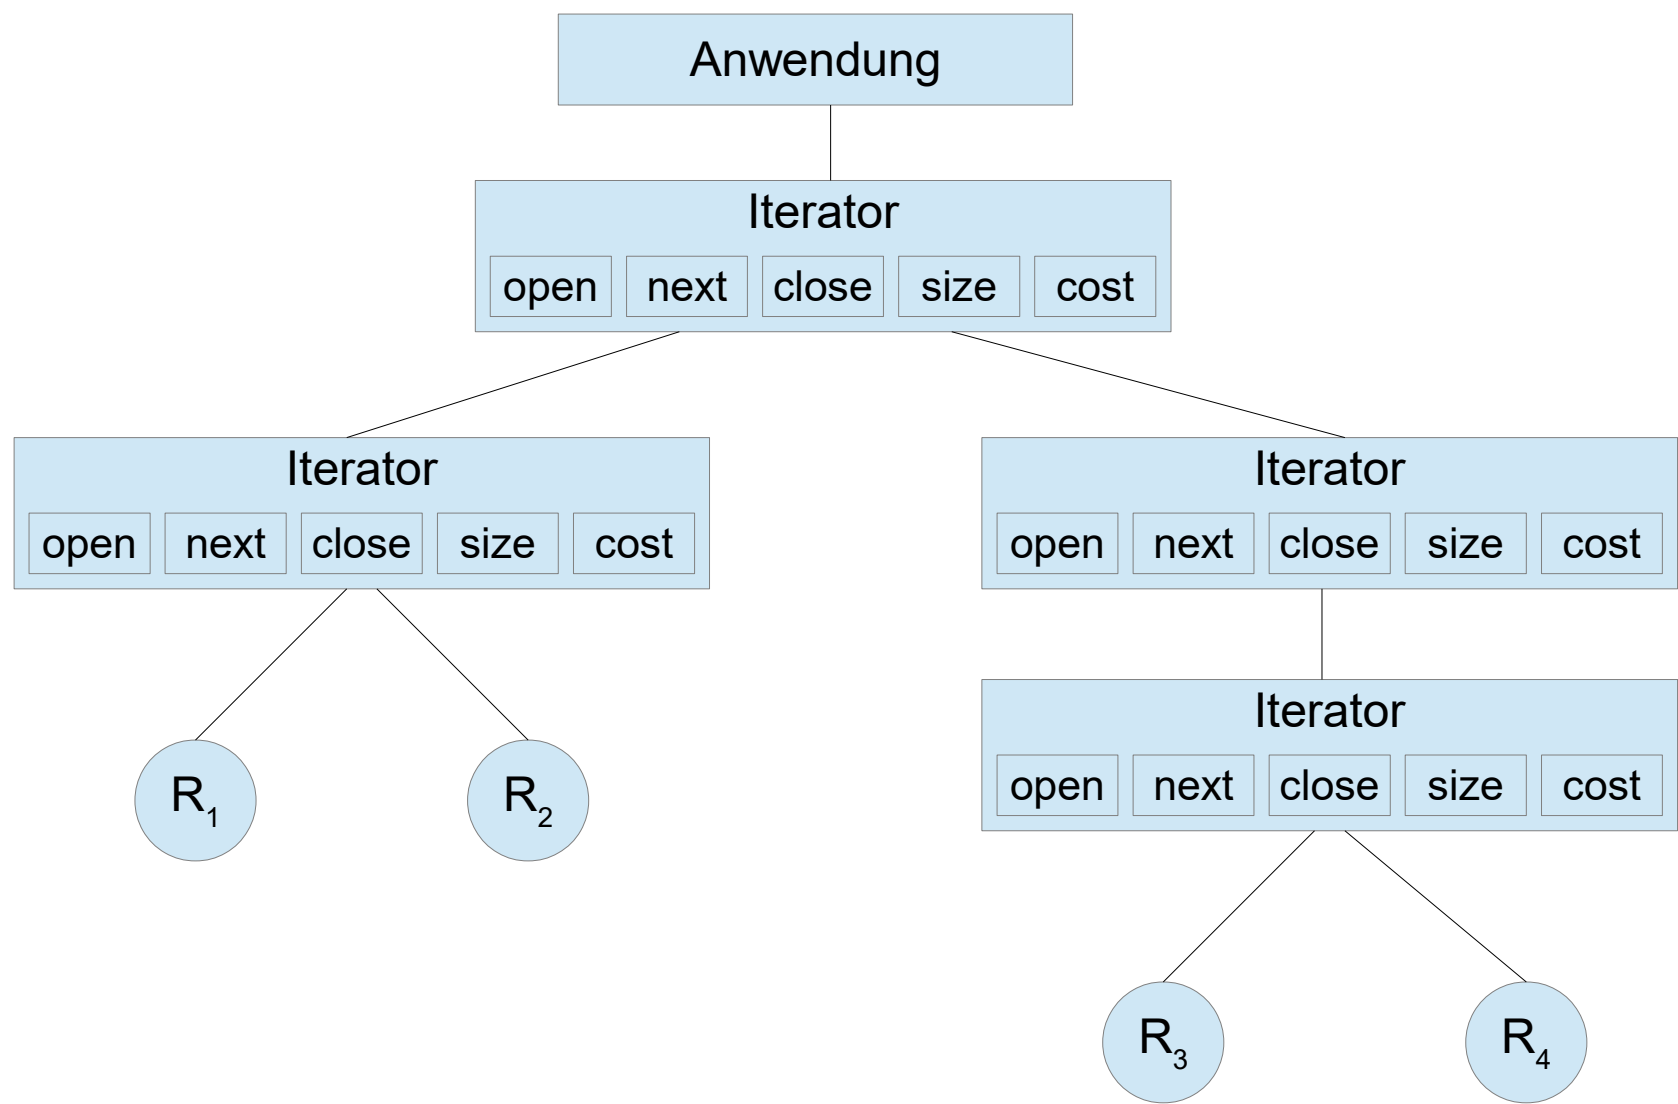 Anwendung
Iterator
open next close size cost
Iterator
open next close size cost
Iterator
open next close size cost
Iterator
open next close size cost
R1
R2
R3
R4